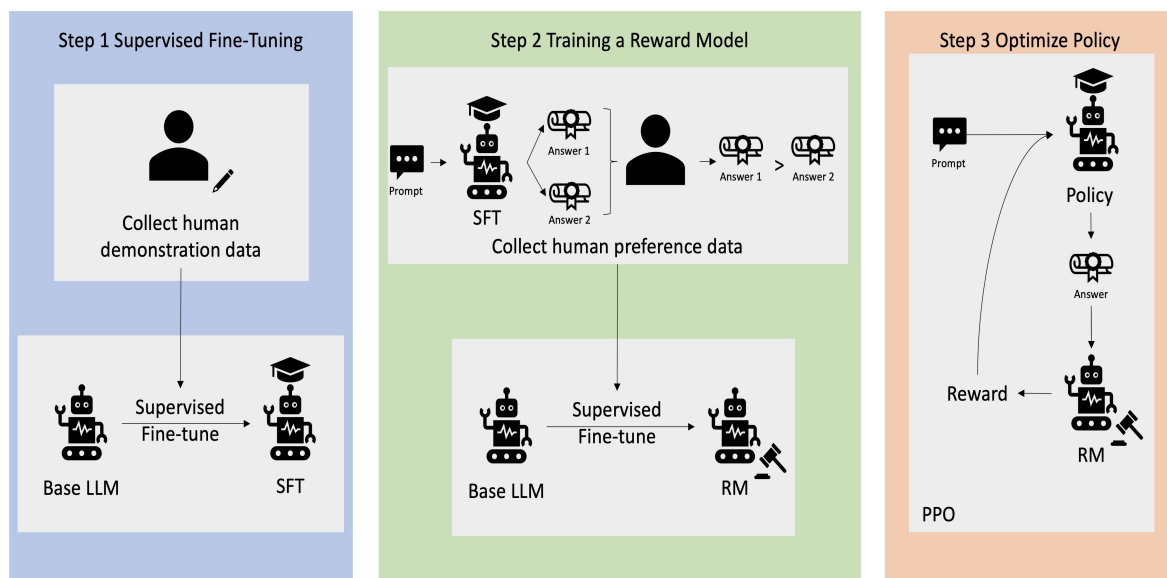 Step 1 Supervised Fine-Tuning
Collect human
demonstration data
Base LLM
Supervised
Fine-tune
SFT
Step 2 Training a Reward Model
Prompt
SFT
Answer 1
Answer 2
Answer 1
>
Answer 2
Collect human preference data
Base LLM
Supervised
Fine-tune
RM
Step 3 Optimize Policy
Prompt
Policy
Answer
Reward
RM
PPO